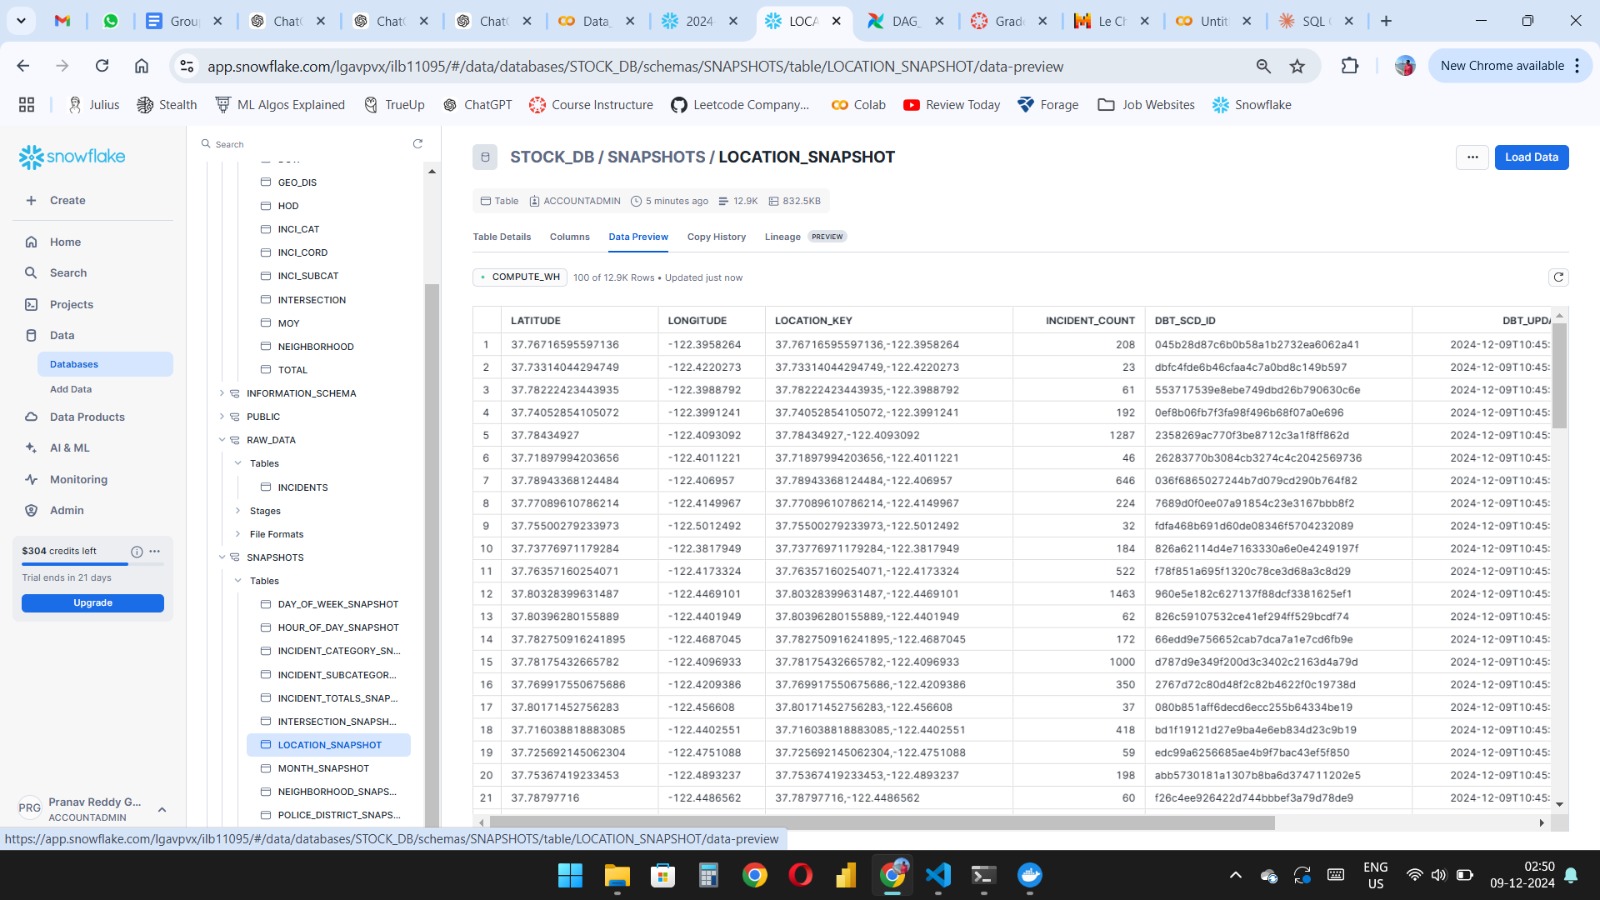 Grou
ChatC
ChatC
ChatC
Data_
2024-
LOCA
DAG_
Grade
Le Ch
Untit
SQL
app.snowflake.com/lgavpvx/ilb11095/#/data/databases/STOCK_DB/schemas/SNAPSHOTS/table/LOCATION_SNAPSHOT/data-preview
New Chrome available
Julius
Stealth
ML Algos Explained
TrueUp
ChatGPT
Course Instructure
Leetcode Company...
Colab
Review Today
Forage
Job Websites
Snowflake
snowflake
Create
Home
Search
Projects
Data
Databases
Add Data
Data Products
AI & ML
Monitoring
Admin
$304 credits left
Trial ends in 21 days
Upgrade
PRG
Pranav Reddy G...
ACCOUNTADMIN
Search
GEO_DIS
HOD
INCI_CAT
INCI_CORD
INCI_SUBCAT
INTERSECTION
MOY
NEIGHBORHOOD
TOTAL
INFORMATION_SCHEMA
PUBLIC
RAW_DATA
Tables
INCIDENTS
Stages
File Formats
SNAPSHOTS
Tables
DAY_OF_WEEK_SNAPSHOT
HOUR_OF_DAY_SNAPSHOT
INCIDENT_CATEGORY_SN...
INCIDENT_SUBCATEGOR...
INCIDENT_TOTALS_SNAP...
INTERSECTION_SNAPSH...
LOCATION_SNAPSHOT
MONTH_SNAPSHOT
NEIGHBORHOOD_SNAPS...
POLICE_DISTRICT_SNAPS...
STOCK_DB / SNAPSHOTS / LOCATION_SNAPSHOT
... Load Data
Table ACCOUNTADMIN 5 minutes ago 12.9K 832.5KB
Table Details Columns Data Preview Copy History Lineage PREVIEW
COMPUTE_WH 100 of 12.9K Rows • Updated just now
LATITUDE LONGITUDE LOCATION_KEY INCIDENT_COUNT DBT_SCD_ID DBT_UPDA
1 37.76716595597136 -122.3958264 37.76716595597136,-122.3958264 208 045b28d87c6b0b58a1b2732ea6062a41 2024-12-09T10:45:
2 37.73314044294749 -122.4220273 37.73314044294749,-122.4220273 23 dbfc4fde6b46cfaa4c7a0bd8c149b597 2024-12-09T10:45:
3 37.78222423443935 -122.3988792 37.78222423443935,-122.3988792 61 553717539e8ebe749dbd26b790630c6e 2024-12-09T10:45:
4 37.74052854105072 -122.3991241 37.74052854105072,-122.3991241 192 0ef8b06fb7f3fa98f496b68f07a0e696 2024-12-09T10:45:
5 37.78434927 -122.4093092 37.78434927,-122.4093092 1287 2358269ac770f3be8712c3a1f8ff862d 2024-12-09T10:45:
6 37.71897994203656 -122.4011221 37.71897994203656,-122.4011221 46 26283770b3084cb3274c4c2042569736 2024-12-09T10:45:
7 37.78943368124484 -122.406957 37.78943368124484,-122.406957 646 036f6865027244b7d079cd290b764f82 2024-12-09T10:45:
8 37.77089610786214 -122.4149967 37.77089610786214,-122.4149967 224 7689d0f0ee07a91854c23e3167bbb8f2 2024-12-09T10:45:
9 37.75500279233973 -122.5012492 37.75500279233973,-122.5012492 32 fdfa468b691d60de08346f5704232089 2024-12-09T10:45:
10 37.73776971179284 -122.3817949 37.73776971179284,-122.3817949 184 826a62114d4e7163330a6e0e4249197f 2024-12-09T10:45:
11 37.76357160254071 -122.4173324 37.76357160254071,-122.4173324 522 f78f851a695f1320c78ce3d68a3c8d29 2024-12-09T10:45:
12 37.80328399631487 -122.4469101 37.80328399631487,-122.4469101 1463 960e5e182c627137f88dcf3381625ef1 2024-12-09T10:45:
13 37.80396280155889 -122.4401949 37.80396280155889,-122.4401949 62 826c59107532ce41ef294ff529bcdf74 2024-12-09T10:45:
14 37.782750916241895 -122.4687045 37.782750916241895,-122.4687045 172 66edd9e756652cab7dca7a1e7cd6fb9e 2024-12-09T10:45:
15 37.78175432665782 -122.4096933 37.78175432665782,-122.4096933 1000 d787d9e349f200d3c3402c2163d4a79d 2024-12-09T10:45:
16 37.769917550675686 -122.4209386 37.769917550675686,-122.4209386 350 2767d72c80d48f2c82b4622f0c19738d 2024-12-09T10:45:
17 37.80171452756283 -122.456608 37.80171452756283,-122.456608 37 080b851aff6decd6ecc255b64334be19 2024-12-09T10:45:
18 37.716038818883085 -122.4402551 37.716038818883085,-122.4402551 418 bd1f19121d27e9ba4e6eb834d23c9b19 2024-12-09T10:45:
19 37.725692145062304 -122.4751088 37.725692145062304,-122.4751088 59 edc99a6256685ae4b9f7bac43ef5f850 2024-12-09T10:45:
20 37.75367419233453 -122.4893237 37.75367419233453,-122.4893237 198 abb5730181a1307b8ba6d374711202e5 2024-12-09T10:45:
21 37.78797716 -122.4486562 37.78797716,-122.4486562 60 f26c4ee926422d744bbbef3a79d78de9 2024-12-09T10:45:
https://app.snowflake.com/lgavpvx/ilb11095/#/data/databases/STOCK_DB/schemas/SNAPSHOTS/table/LOCATION_SNAPSHOT/data-preview
ENG
US
02:50
09-12-2024